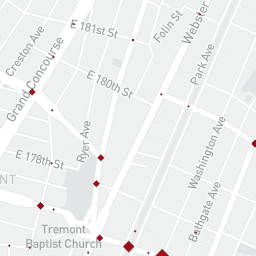 E 181st St
Folin St
Webster
Creston Ave
Grand Concourse
E 180th St
Park Ave
Ryer Ave
E 178th St
Washington Ave
NT
Bathgate Ave
Tremont
Baptist Church